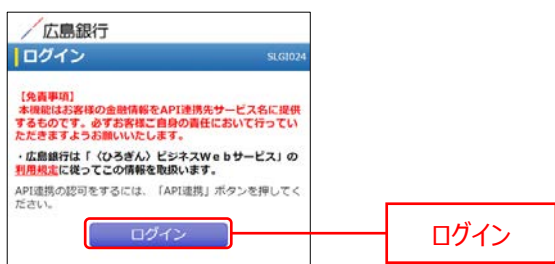 広島銀行
ログイン SLGI024
【免責事項】
本機能はお客様の金融情報をAPI連携先サービス名に提供
するものです。必ずお客様ご自身の責任において行ってい
ただきますようお願いいたします。
・広島銀行は「〈ひろぎん〉ビジネスWebサービス」の
利用規定に従ってこの情報を取扱います。
API連携の認可をするには、「API連携」ボタンを押してく
ださい。
ログイン
ログイン